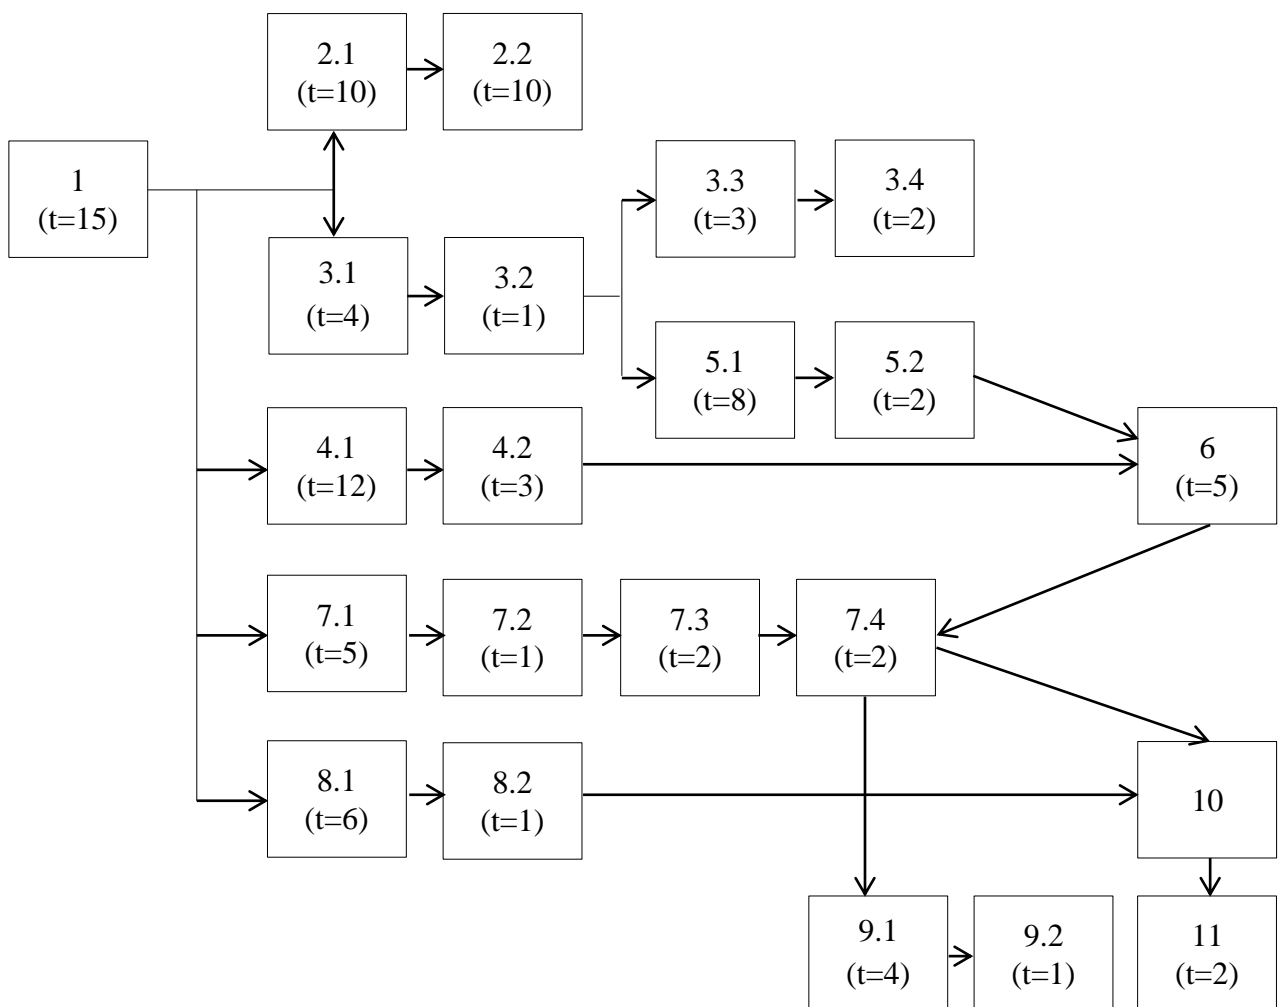 2.1
(t=10)
2.2
(t=10)
1
(t=15)
3.3
(t=3)
3.4
(t=2)
3.1
(t=4)
3.2
(t=1)
5.1
(t=8)
5.2
(t=2)
4.1
(t=12)
4.2
(t=3)
6
(t=5)
7.1
(t=5)
7.2
(t=1)
7.3
(t=2)
7.4
(t=2)
8.1
(t=6)
8.2
(t=1)
10
9.1
(t=4)
9.2
(t=1)
11
(t=2)